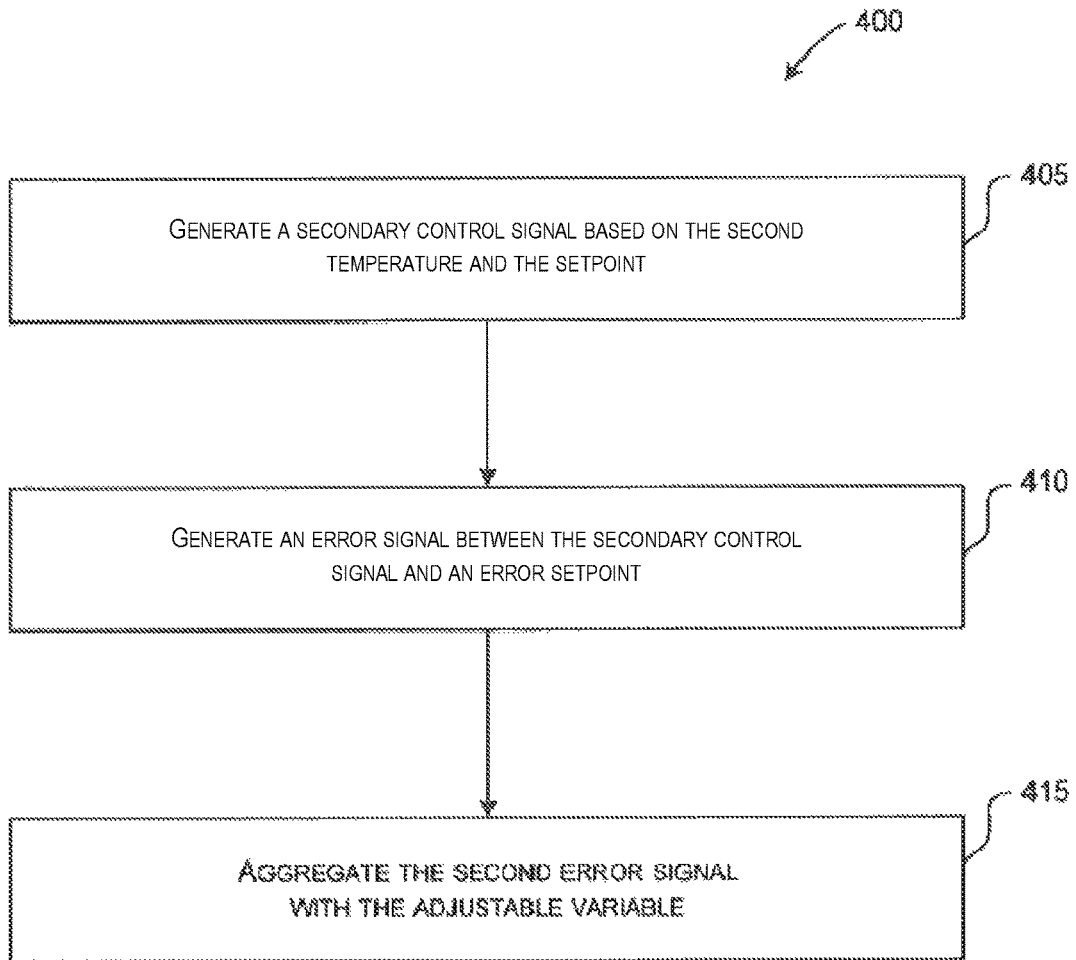 400
405
GENERATE A SECONDARY CONTROL SIGNAL BASED ON THE SECOND
TEMPERATURE AND THE SETPOINT
410
GENERATE AN ERROR SIGNAL BETWEEN THE SECONDARY CONTROL
SIGNAL AND AN ERROR SETPOINT
415
AGGREGATE THE SECOND ERROR SIGNAL
WITH THE ADJUSTABLE VARIABLE